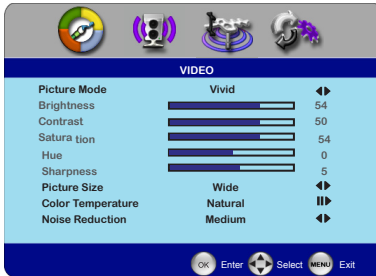 VIDEO
Picture Mode Vivid
Brightness 54
Contrast 50
Satura tion 54
Hue 0
Sharpness 5
Picture Size Wide
Color Temperature Natural
Noise Reduction Medium
OK Enter Select MENU Exit